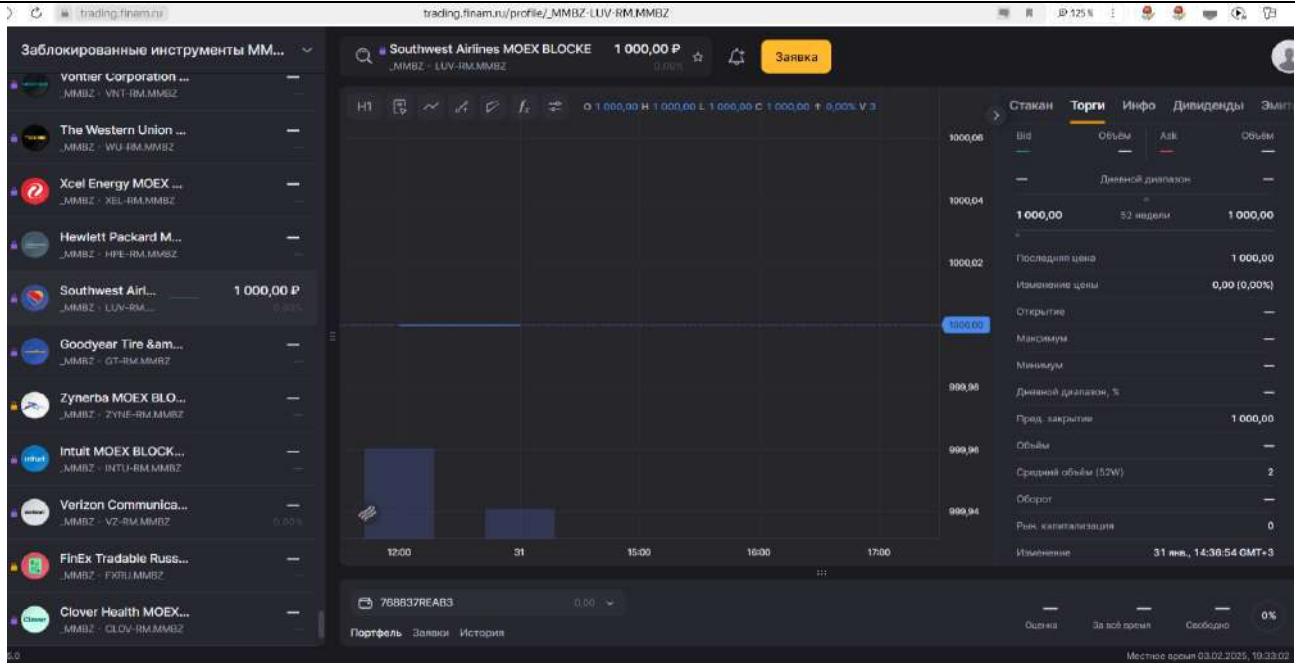 trading.finam.ru
trading.finam.ru/profile/_MMBZ-LUV-RM.MMBZ
125 %
Заблокированные инструменты ММ...
Vontier Corporation ...
_MMBZ · VNT-RM.MMBZ
The Western Union ...
_MMBZ · WU-RM.MMBZ
Xcel Energy MOEX ...
_MMBZ · XEL-RM.MMBZ
Hewlett Packard M...
_MMBZ · HPE-RM.MMBZ
Southwest Airl...
1 000,00 ₽
_MMBZ · LUV-RM....
0,00%
Goodyear Tire &am...
_MMBZ · GT-RM.MMBZ
Zynerba MOEX BLO...
_MMBZ · ZYNE-RM.MMBZ
Intuit MOEX BLOCK...
_MMBZ · INTU-RM.MMBZ
Verizon Communica...
_MMBZ · VZ-RM.MMBZ
0,00%
FinEx Tradable Russ...
_MMBZ · FXRU.MMBZ
Clover Health MOEX...
_MMBZ · CLOV-RM.MMBZ
Southwest Airlines MOEX BLOCKE
1 000,00 ₽
_MMBZ · LUV-RM.MMBZ
0,00%
Заявка
H1
O 1 000,00 H 1 000,00 L 1 000,00 C 1 000,00 0,00% V 3
1000,06
1000,04
1000,02
1000,00
999,98
999,96
999,94
12:00 31 15:00 16:00 17:00
768837REAB3
0,00
Портфель Заявки История
Стакан Торги Инфо Дивиденды Эмит
Bid Объём Ask Объём
— — — —
— Дневной диапазон —
1 000,00 52 недели 1 000,00
Последняя цена 1 000,00
Изменение цены 0,00 (0,00%)
Открытие —
Максимум —
Минимум —
Дневной диапазон, % —
Пред. закрытие 1 000,00
Объём —
Средний объём (52W) 2
Оборот —
Рын. капитализация 0
Изменение 31 янв., 14:36:54 GMT+3
Оценка За всё время Свободно
0%
5.0
Местное время 03.02.2025, 19:33:02